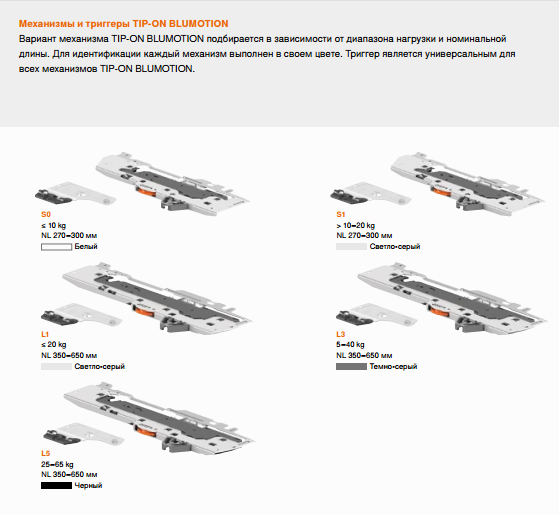 Механизмы и триггеры TIP-ON BLUMOTION
Вариант механизма TIP-ON BLUMOTION подбирается в зависимости от диапазона нагрузки и номинальной
длины. Для идентификации каждый механизм выполнен в своем цвете. Триггер является универсальным для
всех механизмов TIP-ON BLUMOTION.
S0
≤ 10 kg
NL 270–300 мм
Белый
S1
> 10–20 kg
NL 270–300 мм
Светло-серый
L1
≤ 20 kg
NL 350–650 мм
Светло-серый
L3
5–40 kg
NL 350–650 мм
Темно-серый
L5
25–65 kg
NL 350–650 мм
Черный